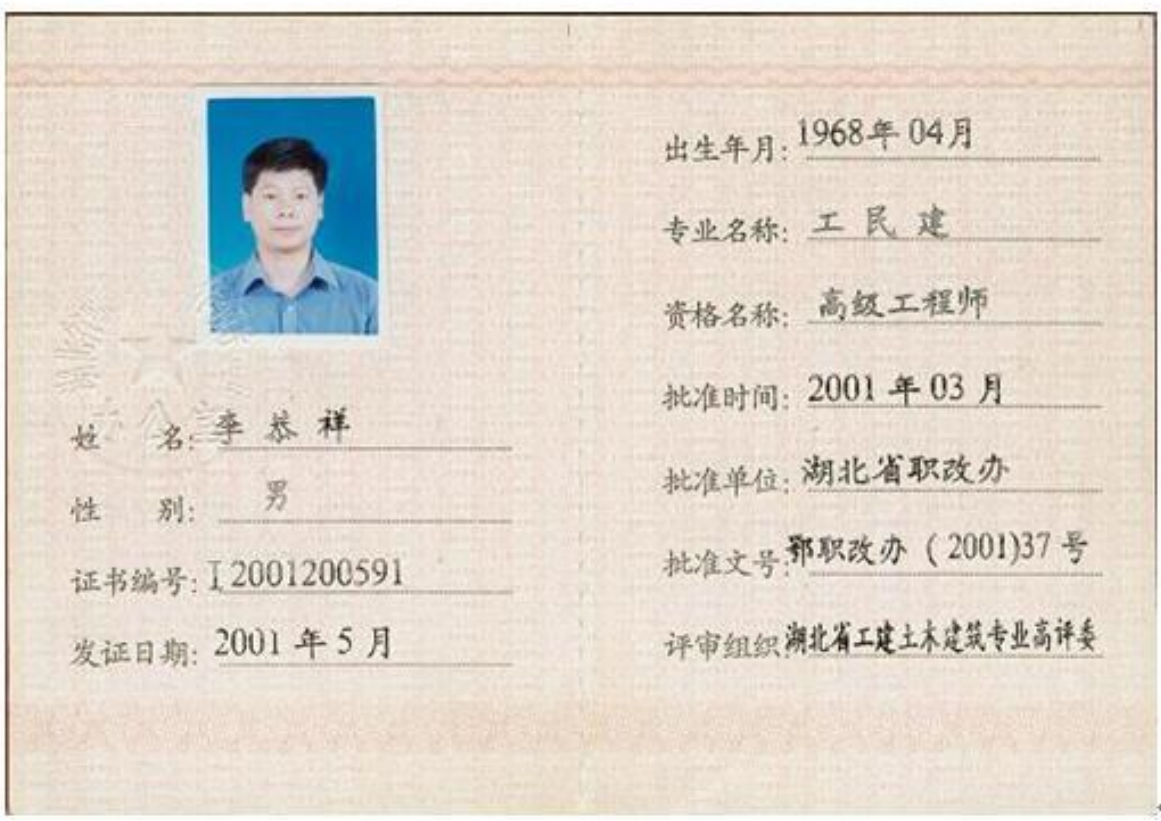 姓 名: 李恭祥
性 别: 男
证书编号: I 2001200591
发证日期: 2001 年 5 月
出生年月: 1968年 04月
专业名称: 工民建
资格名称: 高级工程师
批准时间: 2001 年 03 月
批准单位: 湖北省职改办
批准文号: 鄂职改办 ( 2001)37 号
评审组织 湖北省工建土木建筑专业高评委